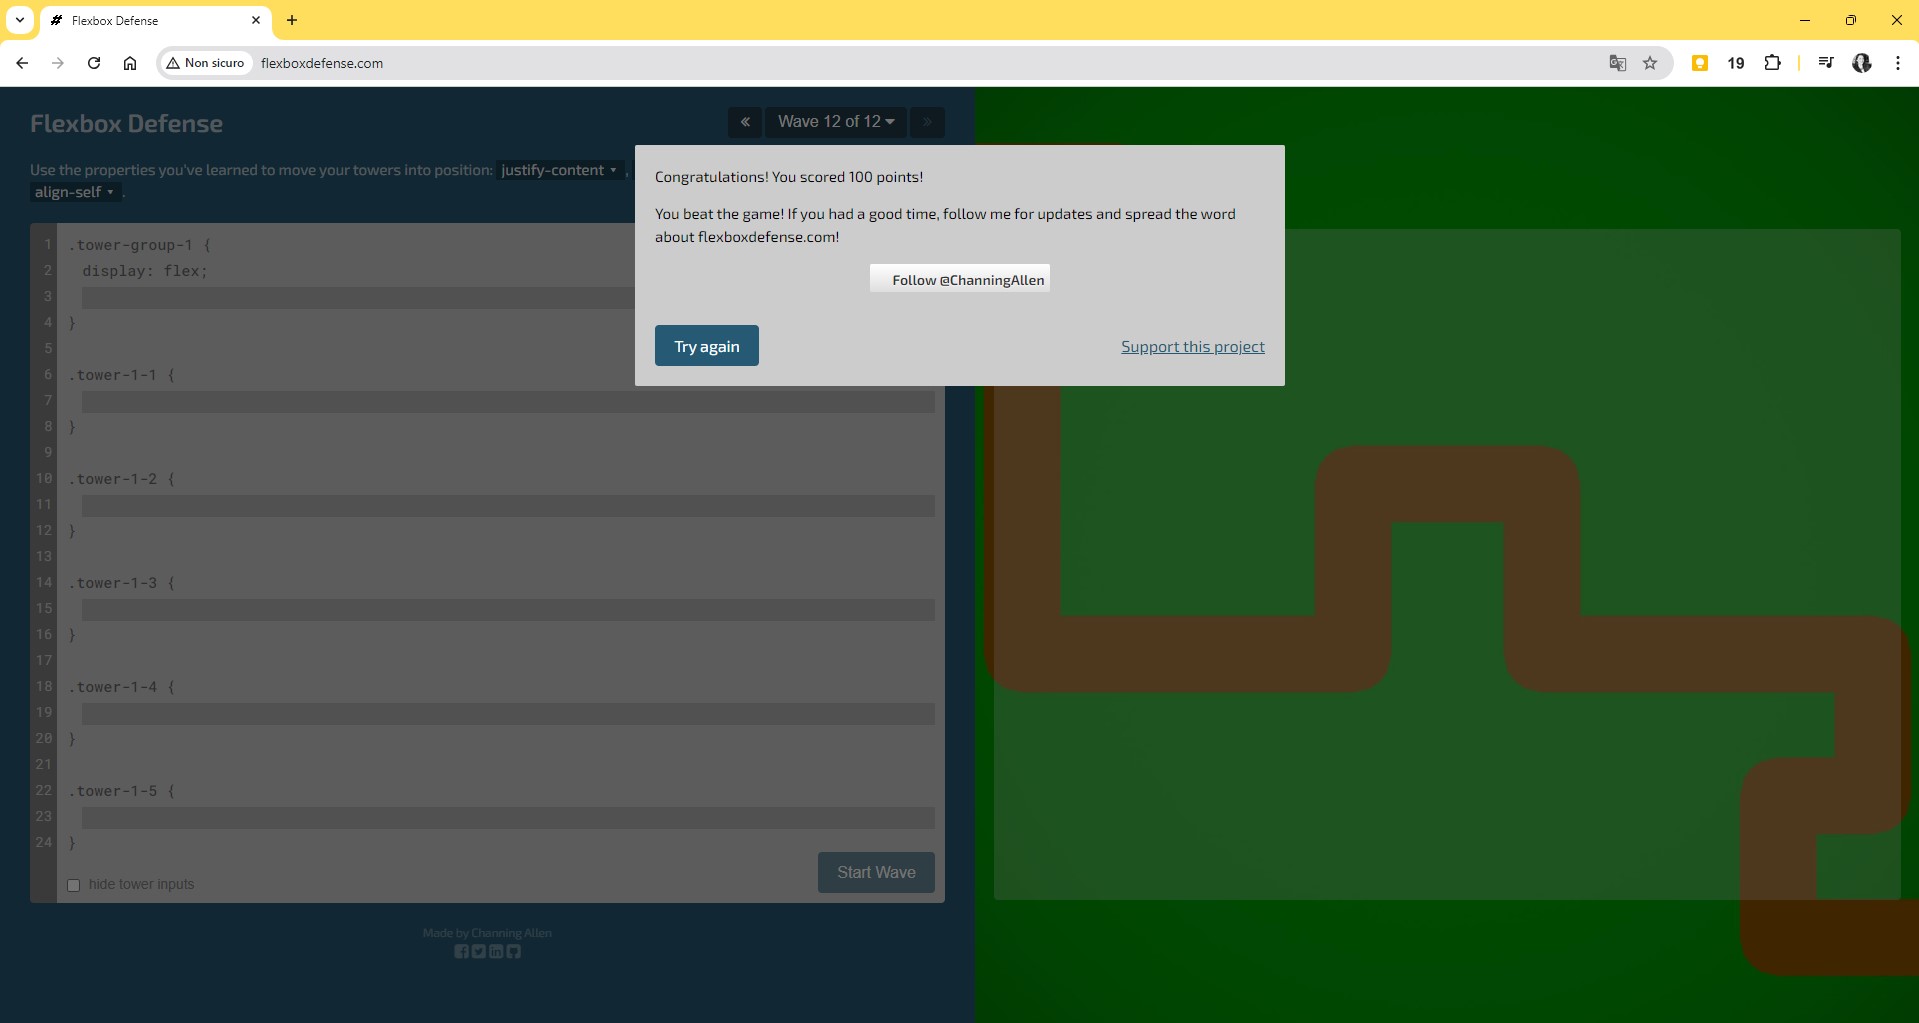 Flexbox Defense
Non sicuro
flexboxdefense.com
19
Flexbox Defense
Wave 12 of 12
Use the properties you've learned to move your towers into position: justify-content ,
align-self .
1 .tower-group-1 {
2 display: flex;
3
4 }
5
6 .tower-1-1 {
7
8 }
9
10 .tower-1-2 {
11
12 }
13
14 .tower-1-3 {
15
16 }
17
18 .tower-1-4 {
19
20 }
21
22 .tower-1-5 {
23
24 }
hide tower inputs
Start Wave
Made by Channing Allen
Congratulations! You scored 100 points!
You beat the game! If you had a good time, follow me for updates and spread the word
about flexboxdefense.com!
Follow @ChanningAllen
Try again
Support this project